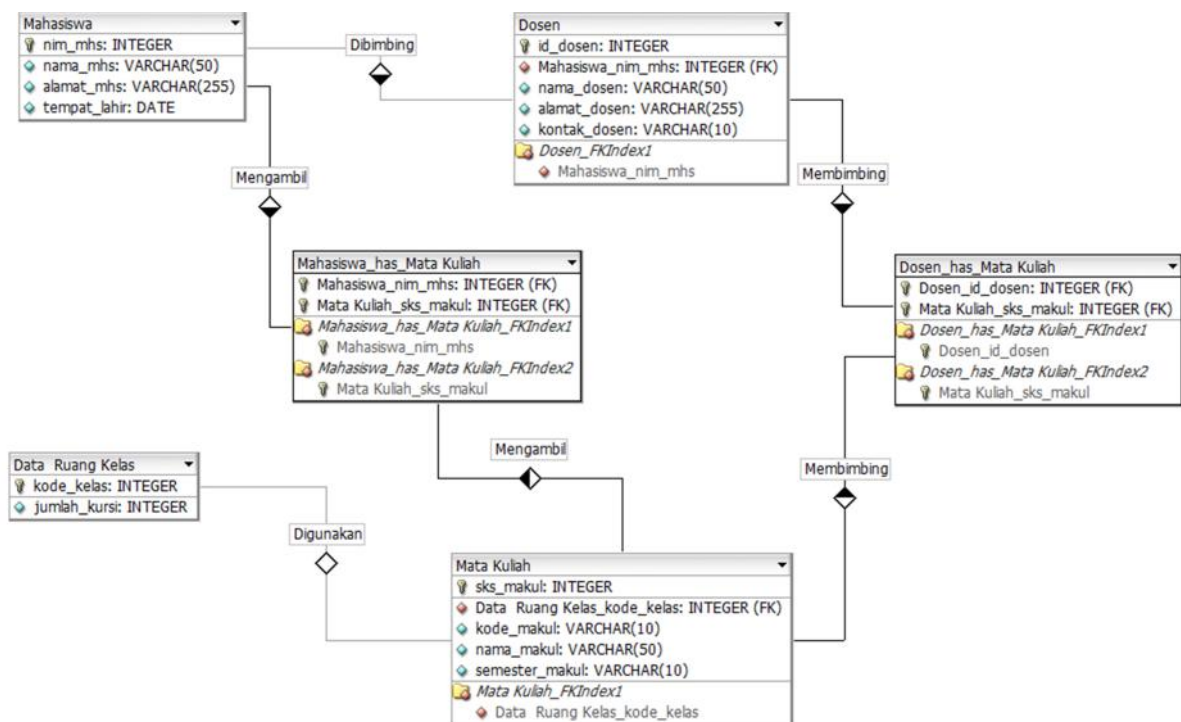 Mahasiswa
nim_mhs: INTEGER
nama_mhs: VARCHAR(50)
alamat_mhs: VARCHAR(255)
tempat_lahir: DATE
Dibimbing
Dosen
id_dosen: INTEGER
Mahasiswa_nim_mhs: INTEGER (FK)
nama_dosen: VARCHAR(50)
alamat_dosen: VARCHAR(255)
kontak_dosen: VARCHAR(10)
Dosen_FKIndex1
Mahasiswa_nim_mhs
Mengambil
Membimbing
Mahasiswa_has_Mata Kuliah
Mahasiswa_nim_mhs: INTEGER (FK)
Mata Kuliah_sks_makul: INTEGER (FK)
Mahasiswa_has_Mata Kuliah_FKIndex1
Mahasiswa_nim_mhs
Mahasiswa_has_Mata Kuliah_FKIndex2
Mata Kuliah_sks_makul
Dosen_has_Mata Kuliah
Dosen_id_dosen: INTEGER (FK)
Mata Kuliah_sks_makul: INTEGER (FK)
Dosen_has_Mata Kuliah_FKIndex1
Dosen_id_dosen
Dosen_has_Mata Kuliah_FKIndex2
Mata Kuliah_sks_makul
Mengambil
Membimbing
Data Ruang Kelas
kode_kelas: INTEGER
jumlah_kursi: INTEGER
Digunakan
Mata Kuliah
sks_makul: INTEGER
Data Ruang Kelas_kode_kelas: INTEGER (FK)
kode_makul: VARCHAR(10)
nama_makul: VARCHAR(50)
semester_makul: VARCHAR(10)
Mata Kuliah_FKIndex1
Data Ruang Kelas_kode_kelas